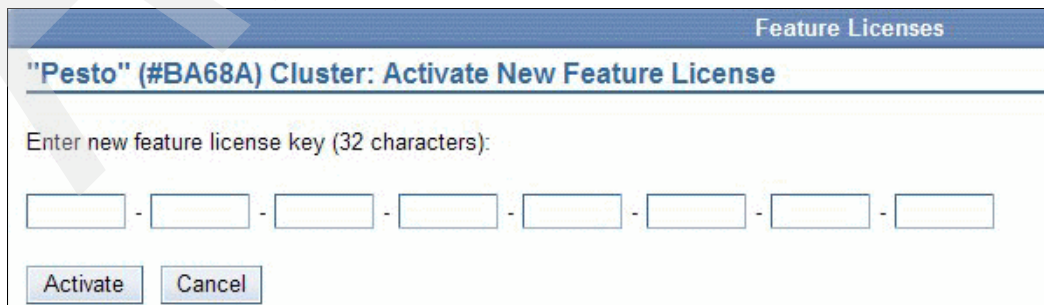 Feature Licenses
"Pesto" (#BA68A) Cluster: Activate New Feature License
Enter new feature license key (32 characters):
- - - - - - -
Activate Cancel